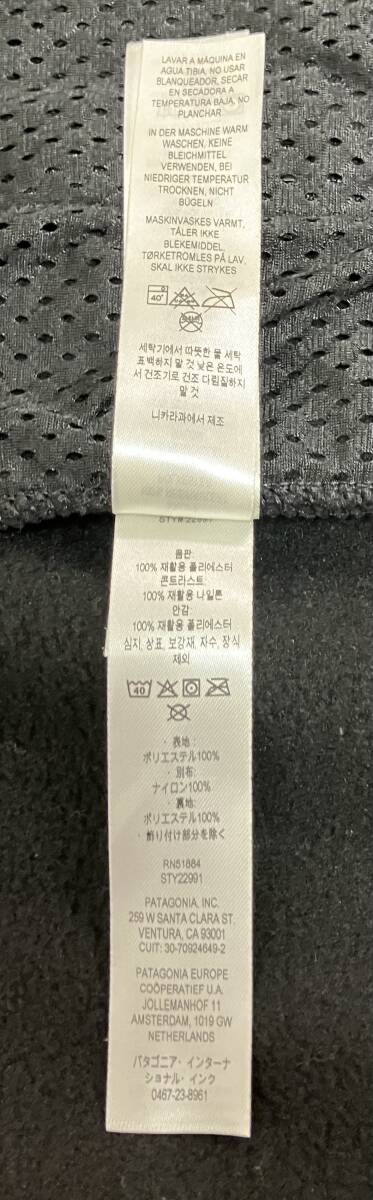 LAVAR A MÁQUINA EN
AGUA TIBIA, NO USAR
BLANQUEADOR, SECAR
EN SECADORA A
TEMPERATURA BAJA, NO
PLANCHAR
IN DER MASCHINE WARM
WASCHEN, KEINE
BLEICHMITTEL
VERWENDEN, BEI
NIEDRIGER TEMPERATUR
TROCKNEN, NICHT
BÜGELN
MASKINVASKES VARMT,
TÅLER IKKE
BLEKEMIDDEL,
TØRKETROMLES PÅ LAV,
SKAL IKKE STRYKES
40°
세탁기에서 따뜻한 물 세탁
표백하지 말 것 낮은 온도에
서 건조기로 건조 다림질하지
말 것
니카라과에서 제조
STY# 22991
몸판:
100% 재활용 폴리에스터
콘트라스트:
100% 재활용 나일론
안감:
100% 재활용 폴리에스터
심지, 상표, 보강재, 자수, 장식
제외
40
・表地:
ポリエステル100%
・別布:
ナイロン100%
・裏地:
ポリエステル100%
・飾り付け部分を除く
RN51884
STY22991
PATAGONIA, INC.
259 W SANTA CLARA ST.
VENTURA, CA 93001
CUIT: 30-70924649-2
PATAGONIA EUROPE
COÖPERATIEF U.A.
JOLLEMANHOF 11
AMSTERDAM, 1019 GW
NETHERLANDS
パタゴニア・インターナ
ショナル・インク
0467-23-8961